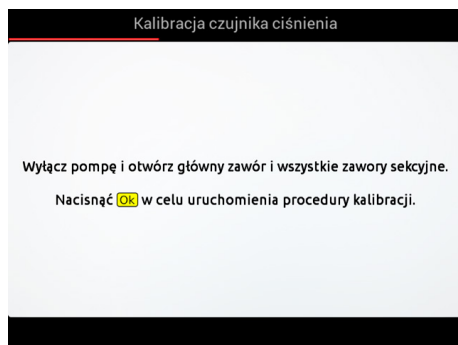 Kalibracja czujnika ciśnienia
Wyłącz pompę i otwórz główny zawór i wszystkie zawory sekcyjne.
Nacisnąć Ok w celu uruchomienia procedury kalibracji.